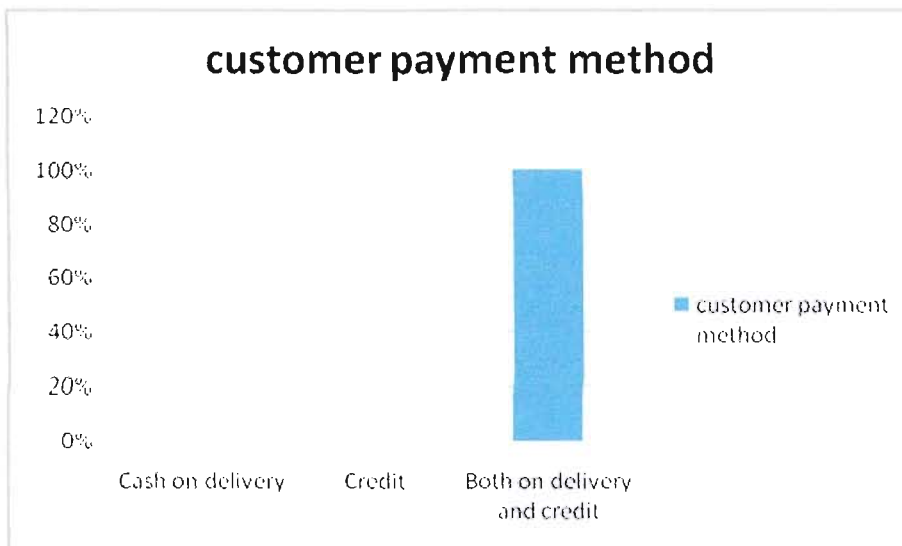 customer payment method
120%
100%
80%
60%
40%
20%
0%
Cash on delivery
Credit
Both on delivery
and credit
customer payment
method